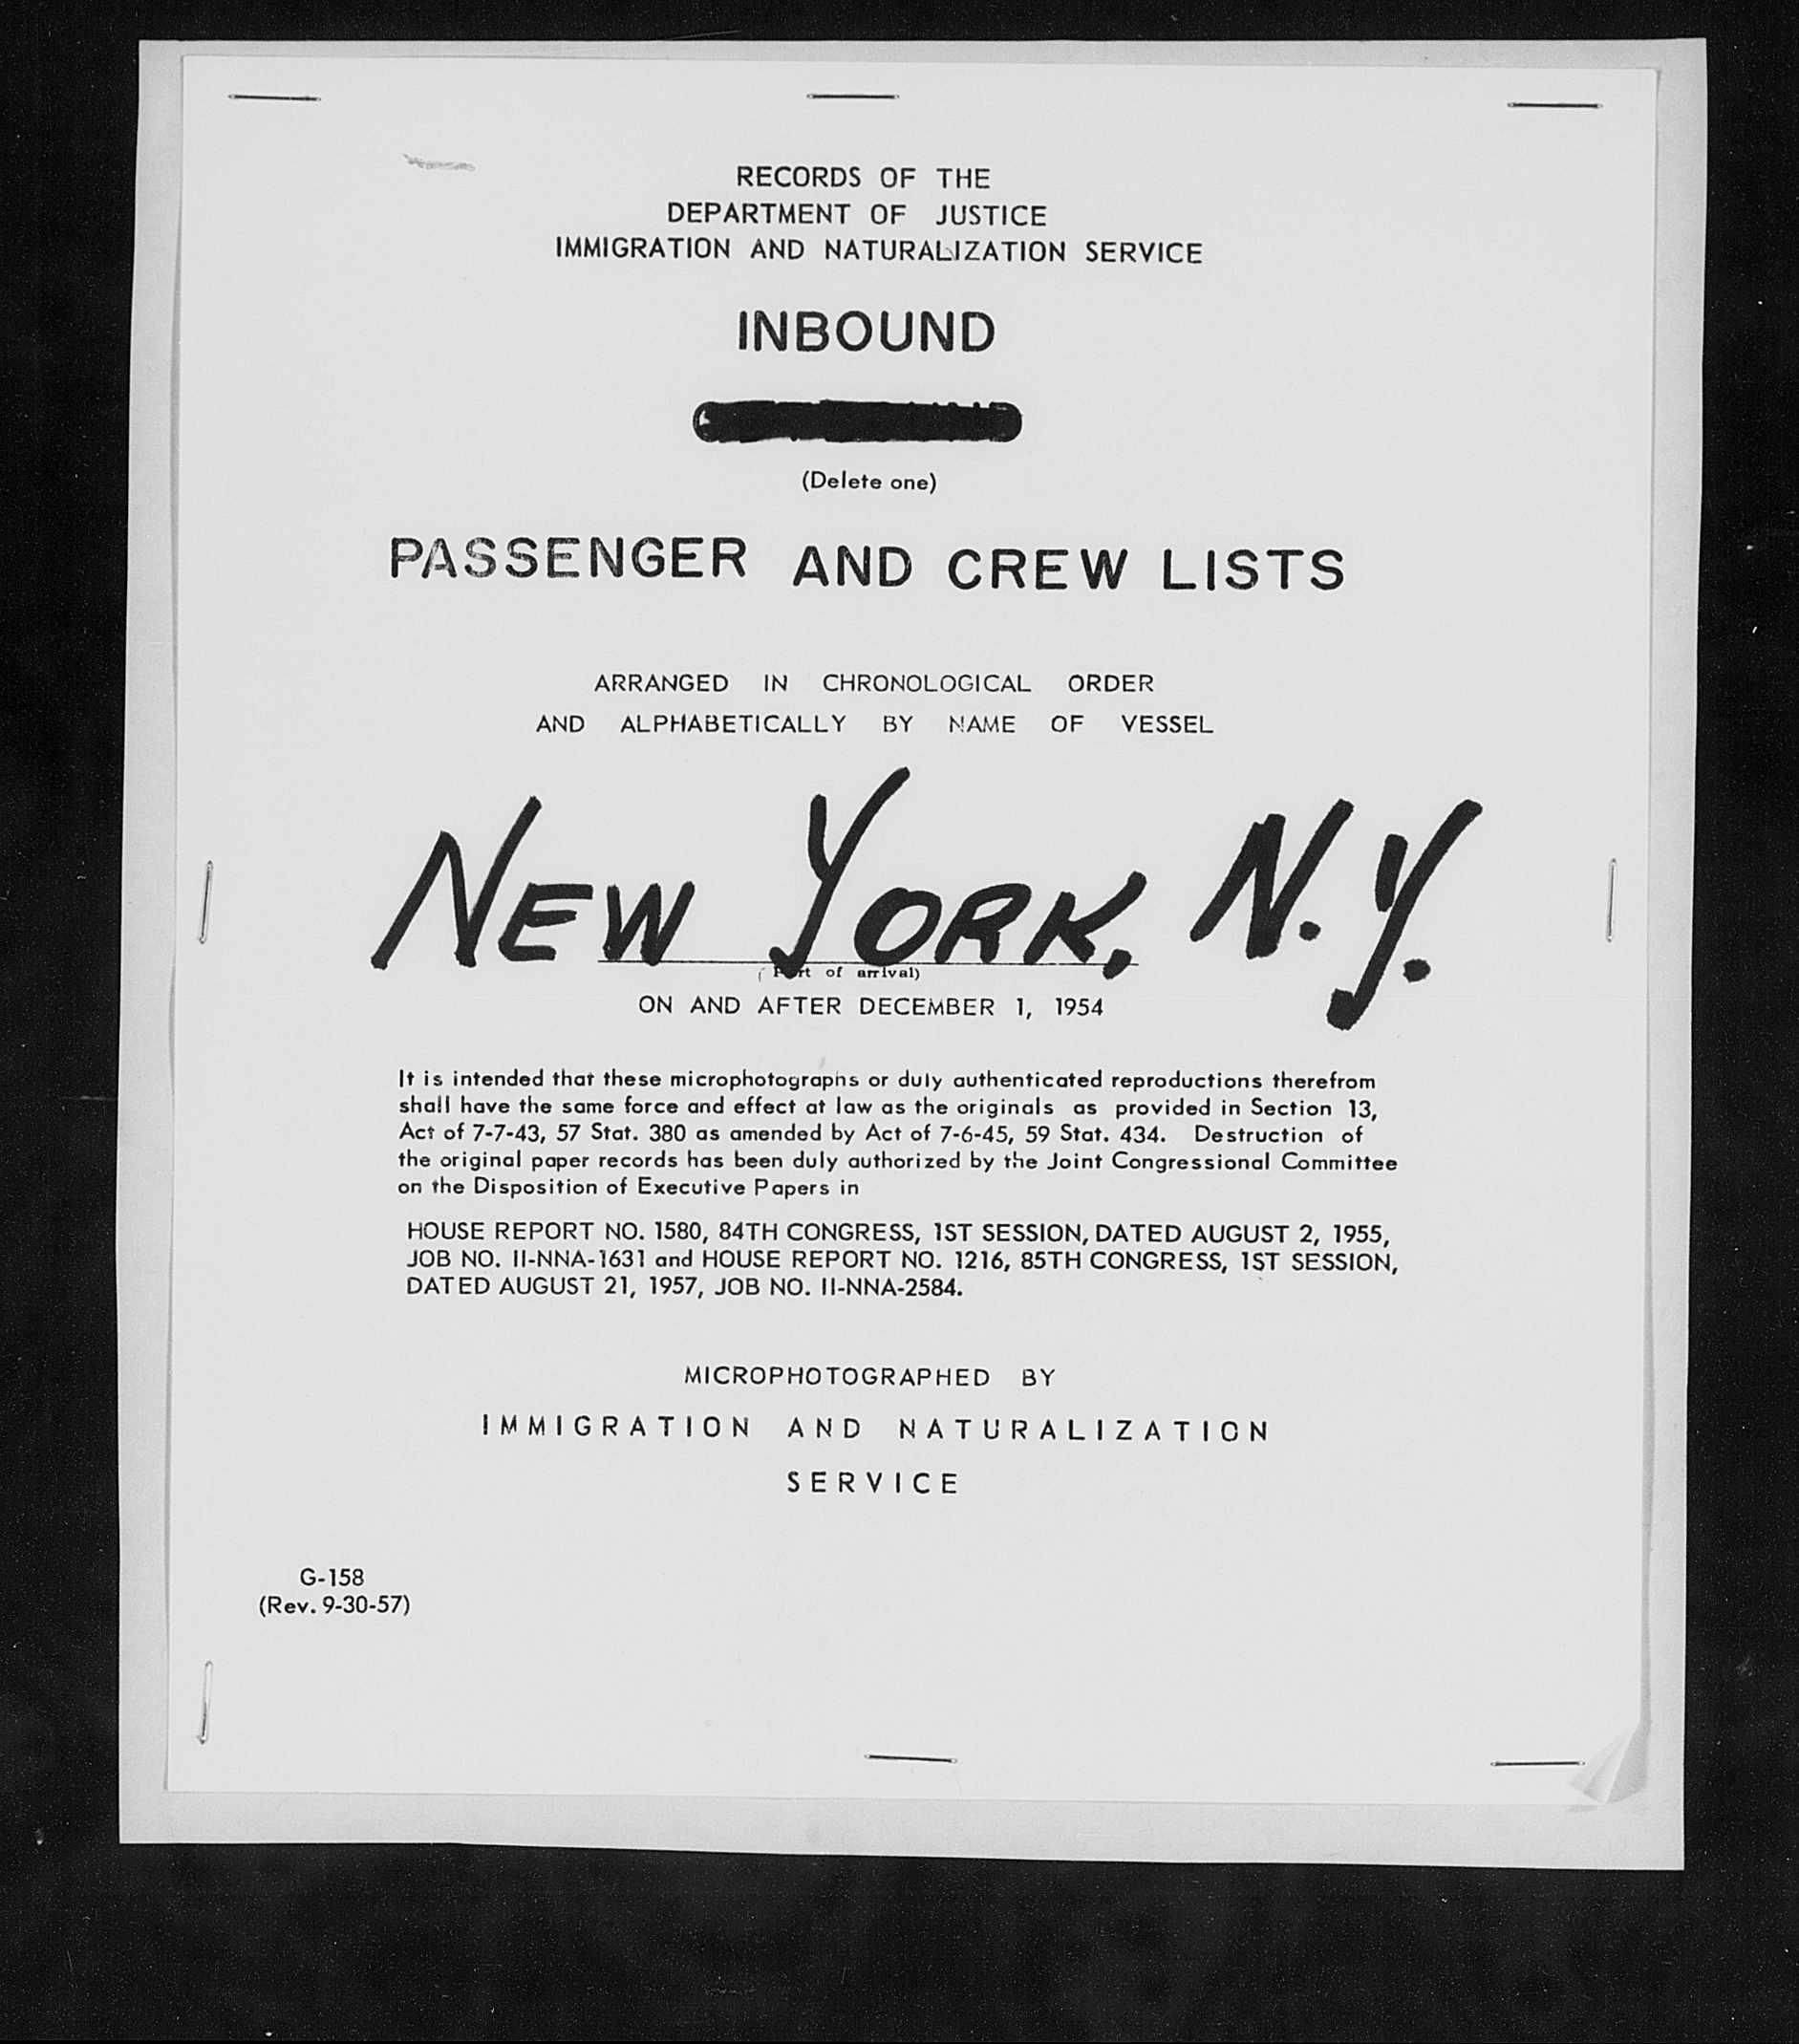 RECORDS OF THE
DEPARTMENT OF JUSTICE
IMMIGRATION AND NATURALIZATION SERVICE
INBOUND
(Delete one)
PASSENGER AND CREW LISTS
ARRANGED IN CHRONOLOGICAL ORDER
AND ALPHABETICALLY BY NAME OF VESSEL
NEW YORK, N.Y.
(Port of arrival)
ON AND AFTER DECEMBER 1, 1954
It is intended that these microphotographs or duly authenticated reproductions therefrom
shall have the same force and effect at law as the originals as provided in Section 13,
Act of 7-7-43, 57 Stat. 380 as amended by Act of 7-6-45, 59 Stat. 434. Destruction of
the original paper records has been duly authorized by the Joint Congressional Committee
on the Disposition of Executive Papers in
HOUSE REPORT NO. 1580, 84TH CONGRESS, 1ST SESSION, DATED AUGUST 2, 1955,
JOB NO. II-NNA-1631 and HOUSE REPORT NO. 1216, 85TH CONGRESS, 1ST SESSION,
DATED AUGUST 21, 1957, JOB NO. II-NNA-2584.
MICROPHOTOGRAPHED BY
IMMIGRATION AND NATURALIZATION
SERVICE
G-158
(Rev. 9-30-57)